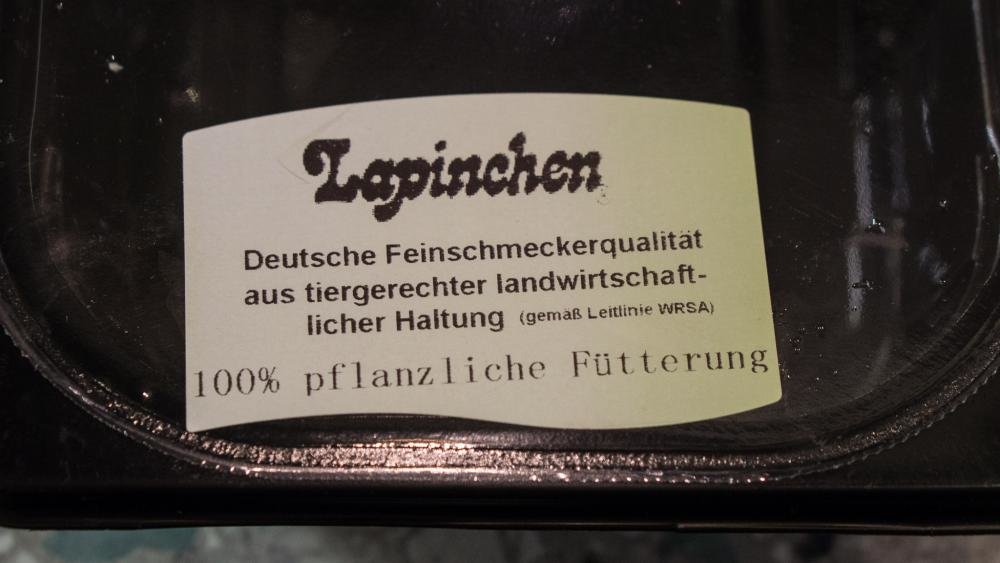 Lapinchen
Deutsche Feinschmeckerqualität
aus tiergerechter landwirtschaft-
licher Haltung (gemäß Leitlinie WRSA)
100% pflanzliche Fütterung